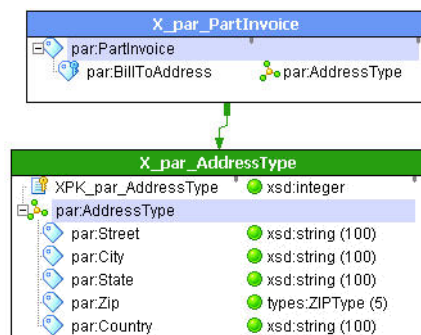 X_par_PartInvoice
par:PartInvoice
par:BillToAddress par:AddressType
X_par_AddressType
XPK_par_AddressType xsd:integer
par:AddressType
par:Street xsd:string (100)
par:City xsd:string (100)
par:State xsd:string (100)
par:Zip types:ZIPType (5)
par:Country xsd:string (100)